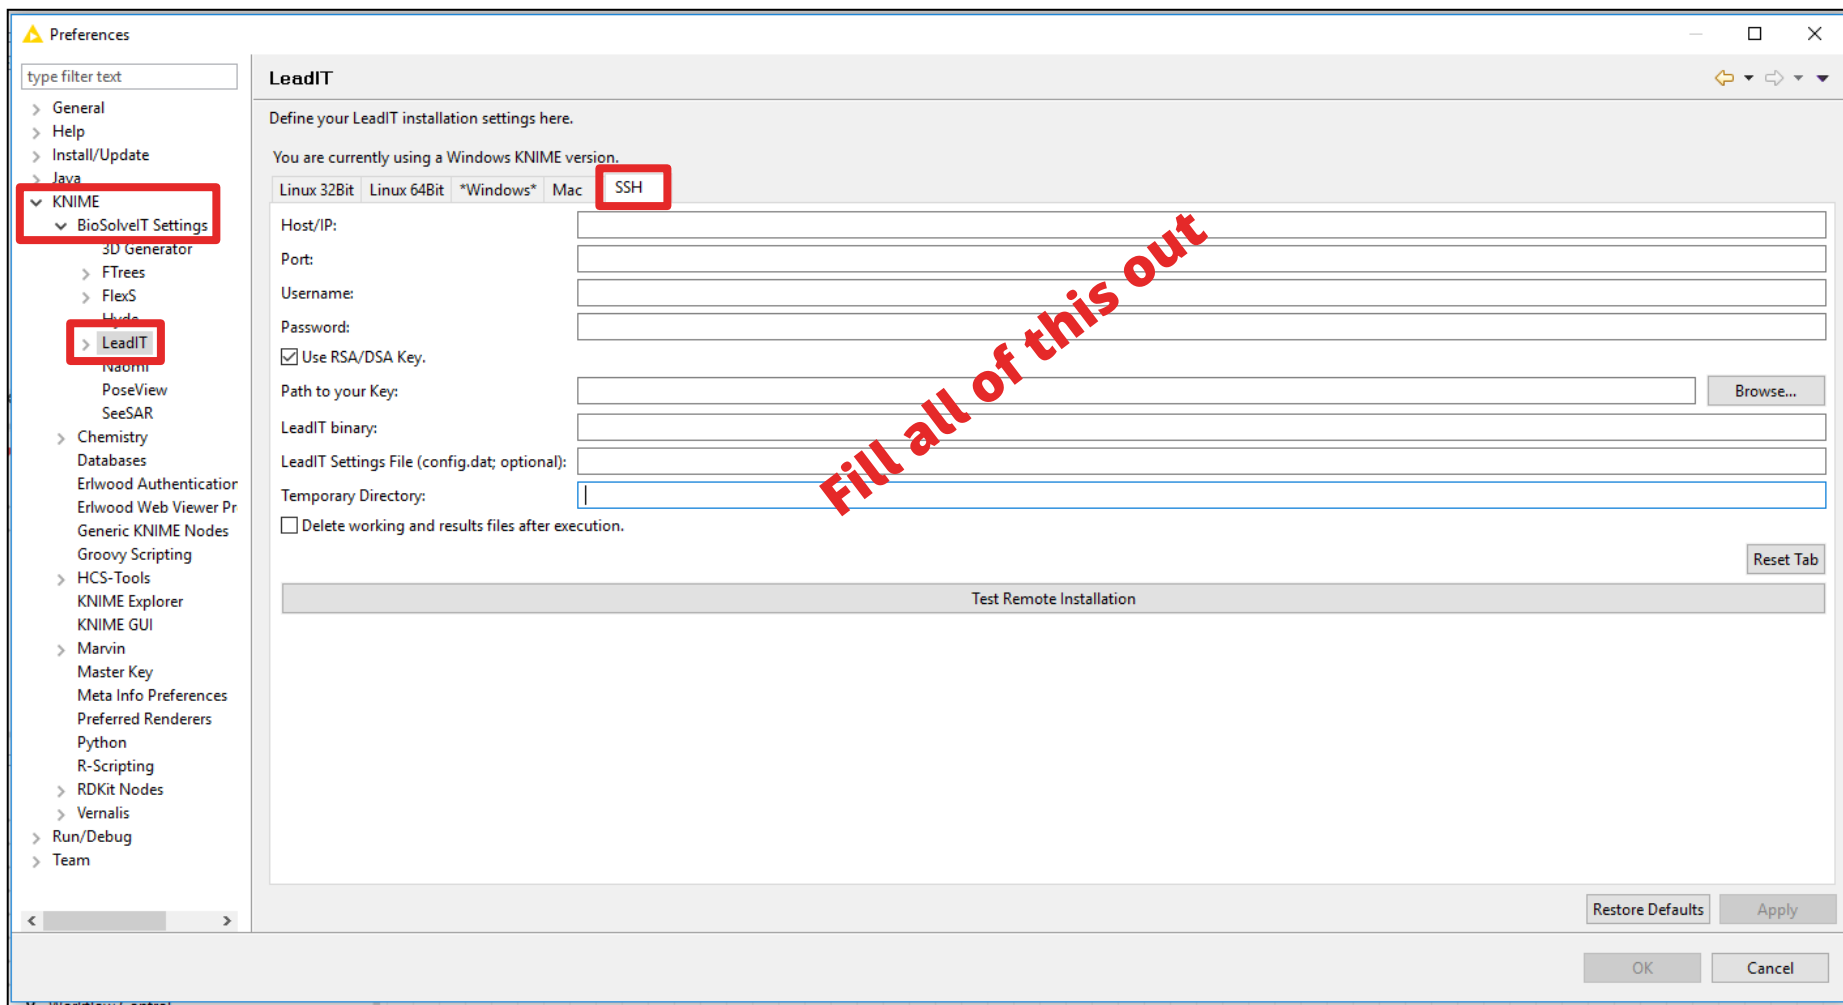 Preferences
type filter text
General
Help
Install/Update
Java
KNIME
BioSolveIT Settings
3D Generator
FTrees
FlexS
Hyde
LeadIT
Naomi
PoseView
SeeSAR
Chemistry
Databases
Erlwood Authentication
Erlwood Web Viewer Pr
Generic KNIME Nodes
Groovy Scripting
HCS-Tools
KNIME Explorer
KNIME GUI
Marvin
Master Key
Meta Info Preferences
Preferred Renderers
Python
R-Scripting
RDKit Nodes
Vernalis
Run/Debug
Team
LeadIT
Define your LeadIT installation settings here.
You are currently using a Windows KNIME version.
Linux 32Bit Linux 64Bit *Windows* Mac SSH
Host/IP:
Port:
Username:
Password:
Use RSA/DSA Key.
Path to your Key:
Browse...
LeadIT binary:
LeadIT Settings File (config.dat; optional):
Temporary Directory:
Delete working and results files after execution.
Fill all of this out
Reset Tab
Test Remote Installation
Restore Defaults Apply
OK Cancel